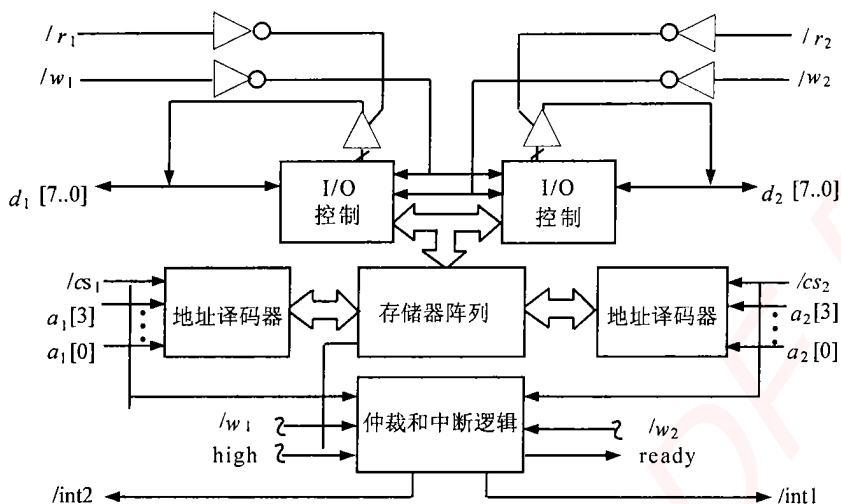 /r1
/r2
/w1
/w2
d1 [7..0]
I/O
控制
I/O
控制
d2 [7..0]
/cs1
/cs2
a1[3]
地址译码器
存储器阵列
地址译码器
a2[3]
a1[0]
a2[0]
/w1
仲裁和中断逻辑
/w2
high
ready
/int2
/int1